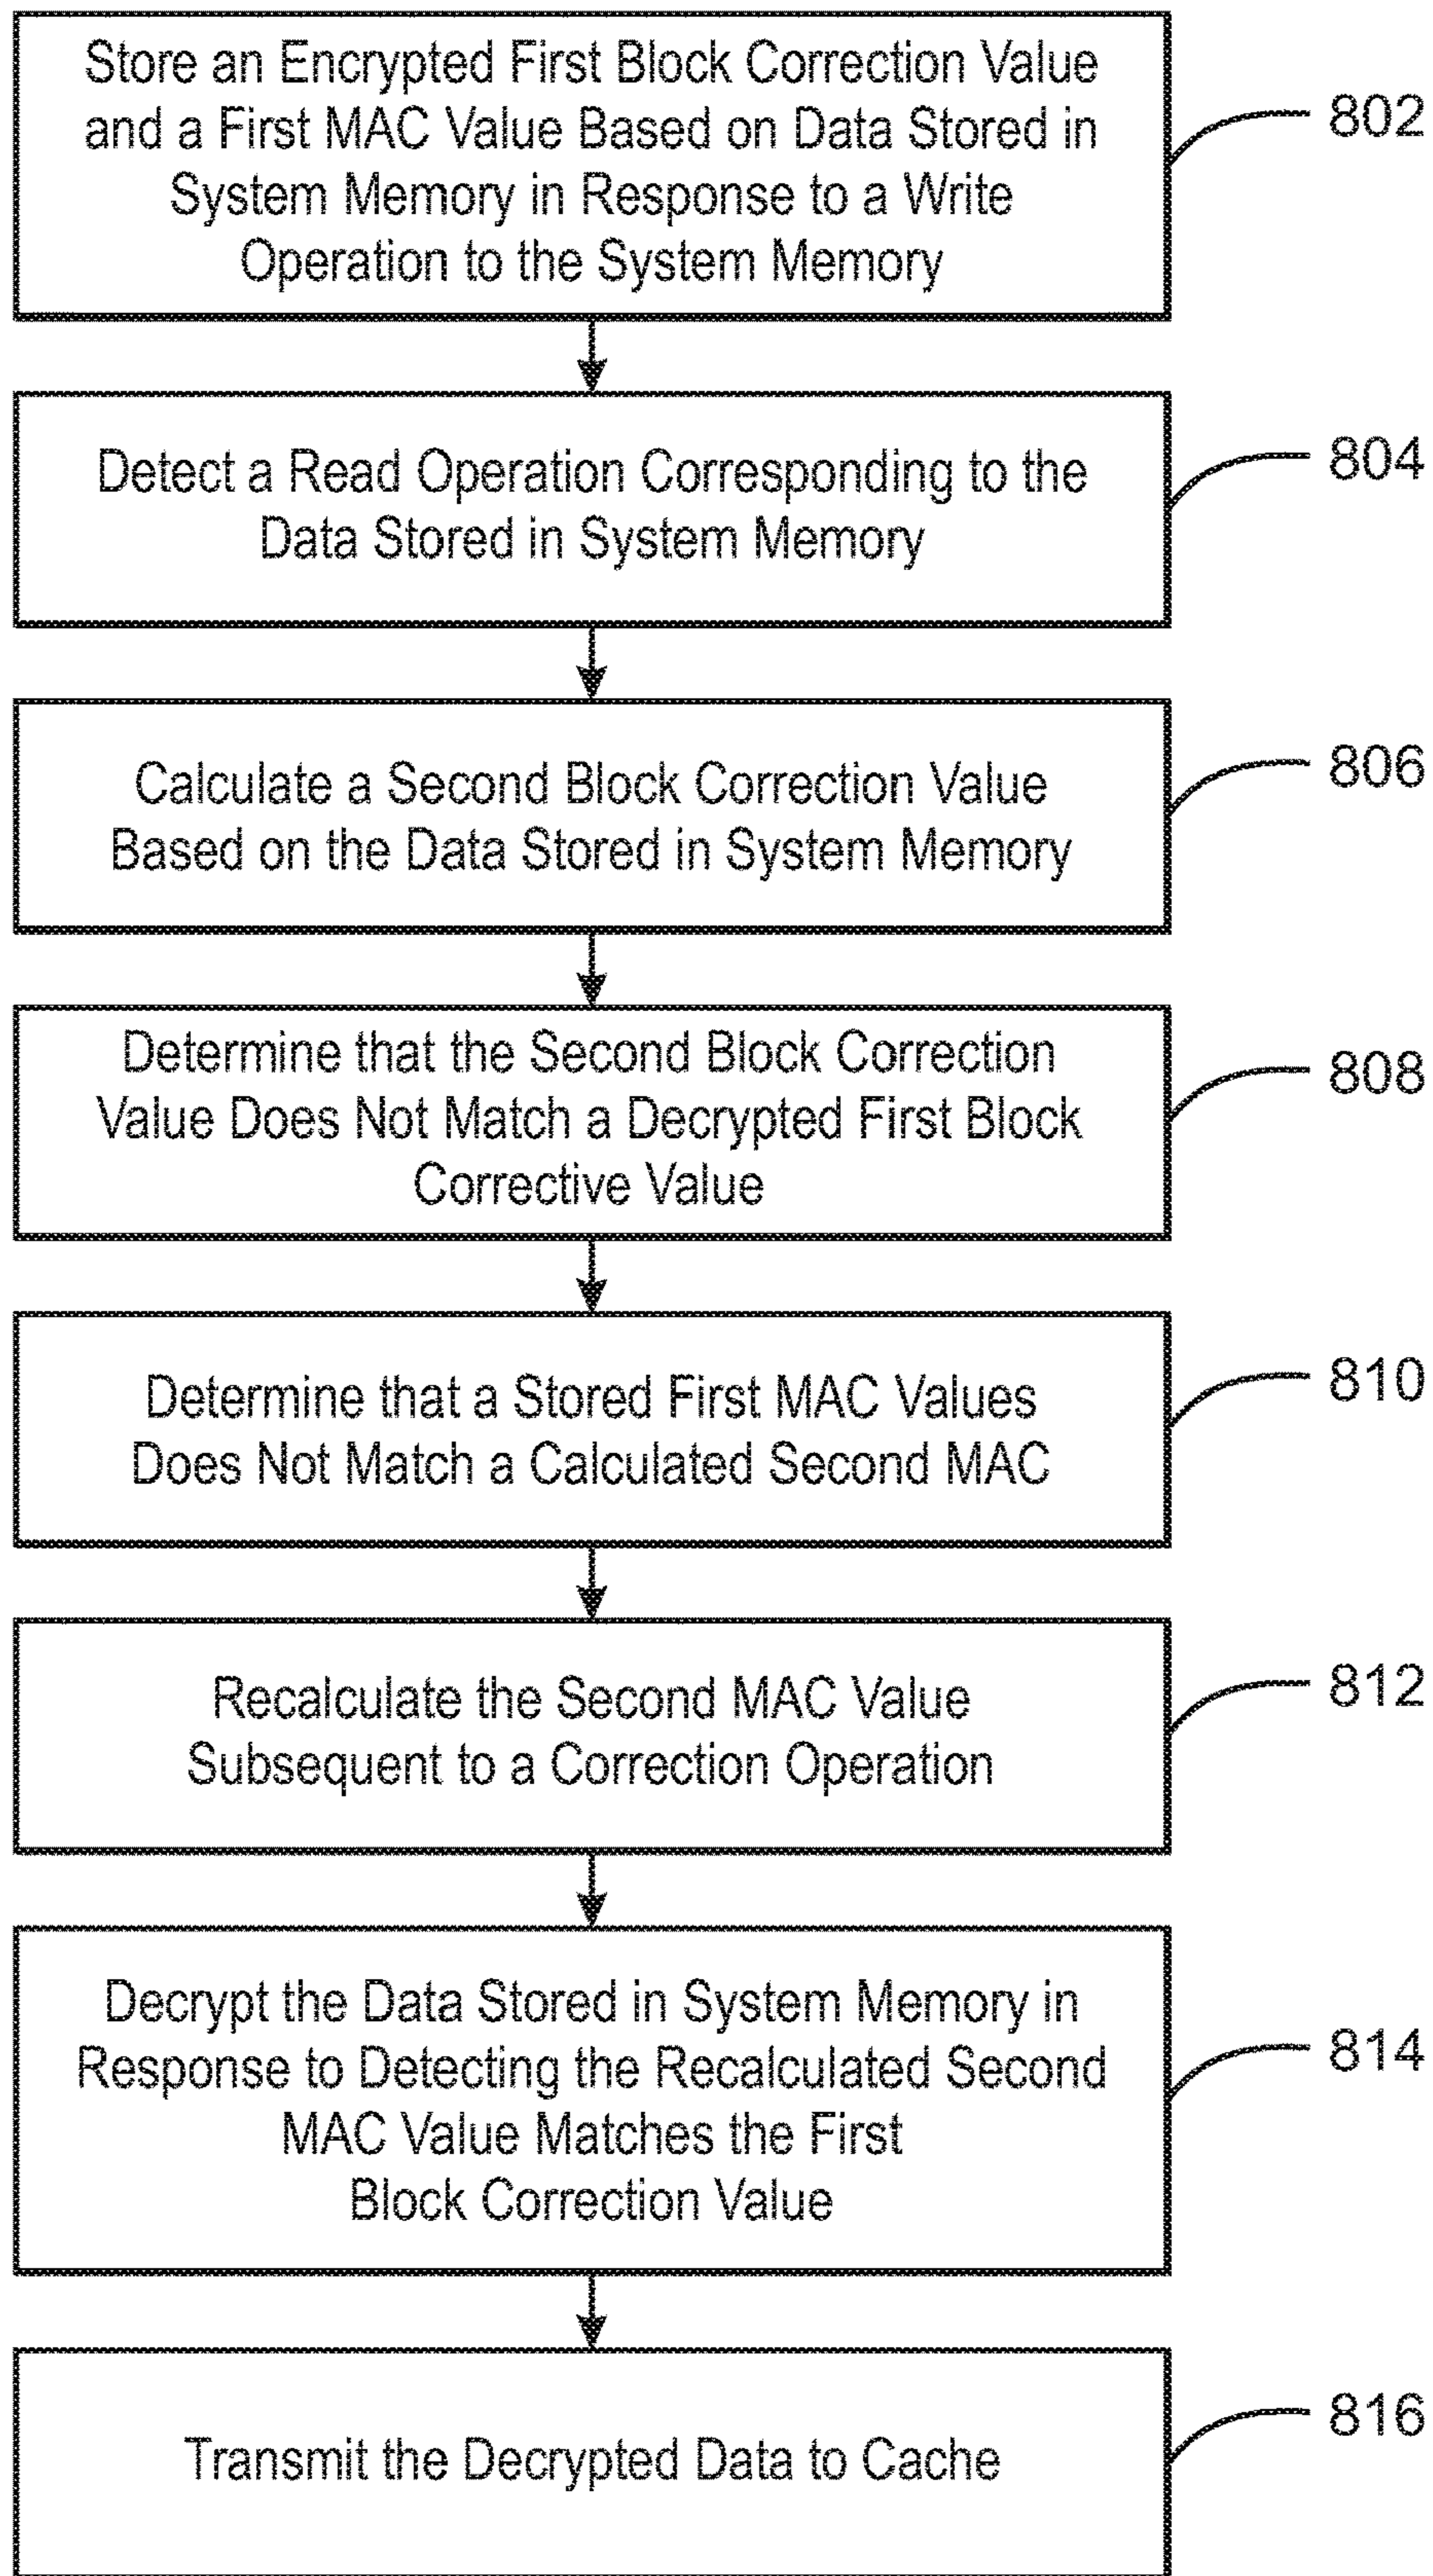 Store an Encrypted First Block Correction Value
and a First MAC Value Based on Data Stored in
System Memory in Response to a Write
Operation to the System Memory
802
Detect a Read Operation Corresponding to the
Data Stored in System Memory
804
Calculate a Second Block Correction Value
Based on the Data Stored in System Memory
806
Determine that the Second Block Correction
Value Does Not Match a Decrypted First Block
Corrective Value
808
Determine that a Stored First MAC Values
Does Not Match a Calculated Second MAC
810
Recalculate the Second MAC Value
Subsequent to a Correction Operation
812
Decrypt the Data Stored in System Memory in
Response to Detecting the Recalculated Second
MAC Value Matches the First
Block Correction Value
814
Transmit the Decrypted Data to Cache
816